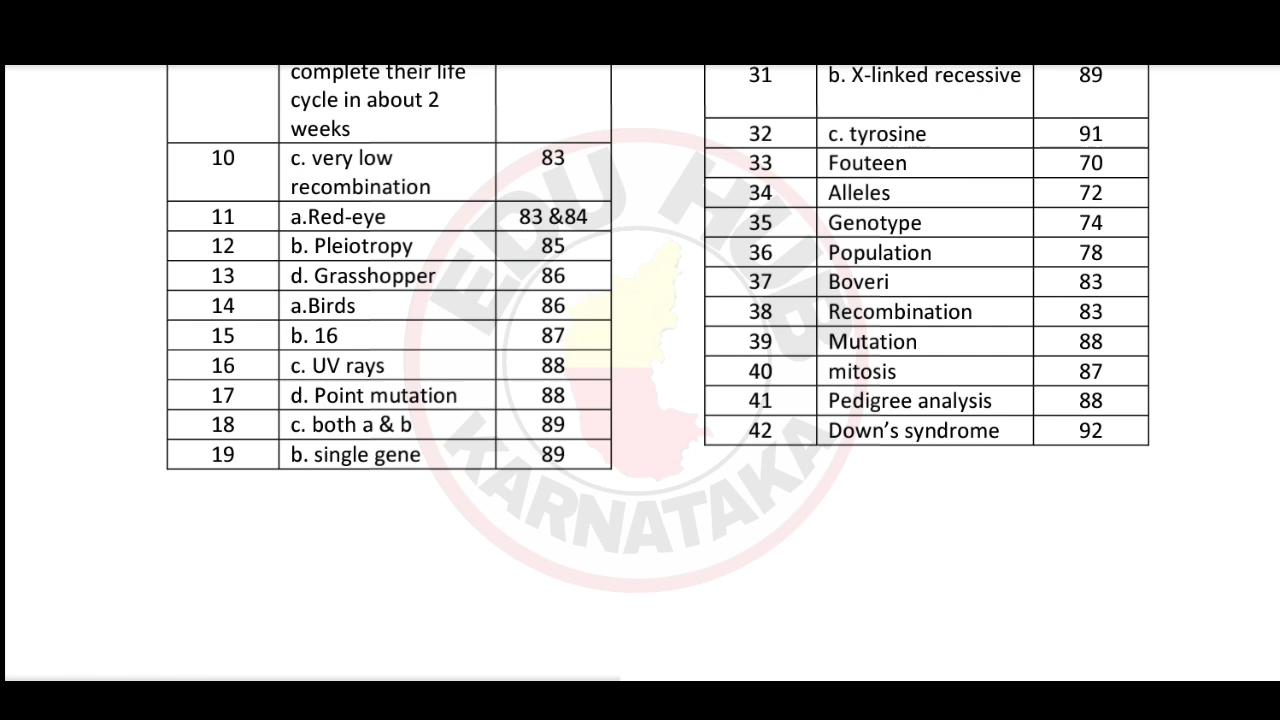 complete their life
cycle in about 2
weeks
10 c. very low 83
recombination
11 a.Red-eye 83 &84
12 b. Pleiotropy 85
13 d. Grasshopper 86
14 a.Birds 86
15 b. 16 87
16 c. UV rays 88
17 d. Point mutation 88
18 c. both a & b 89
19 b. single gene 89
31 b. X-linked recessive 89
32 c. tyrosine 91
33 Fouteen 70
34 Alleles 72
35 Genotype 74
36 Population 78
37 Boveri 83
38 Recombination 83
39 Mutation 88
40 mitosis 87
41 Pedigree analysis 88
42 Down’s syndrome 92
EDU HUB
KARNATAKA